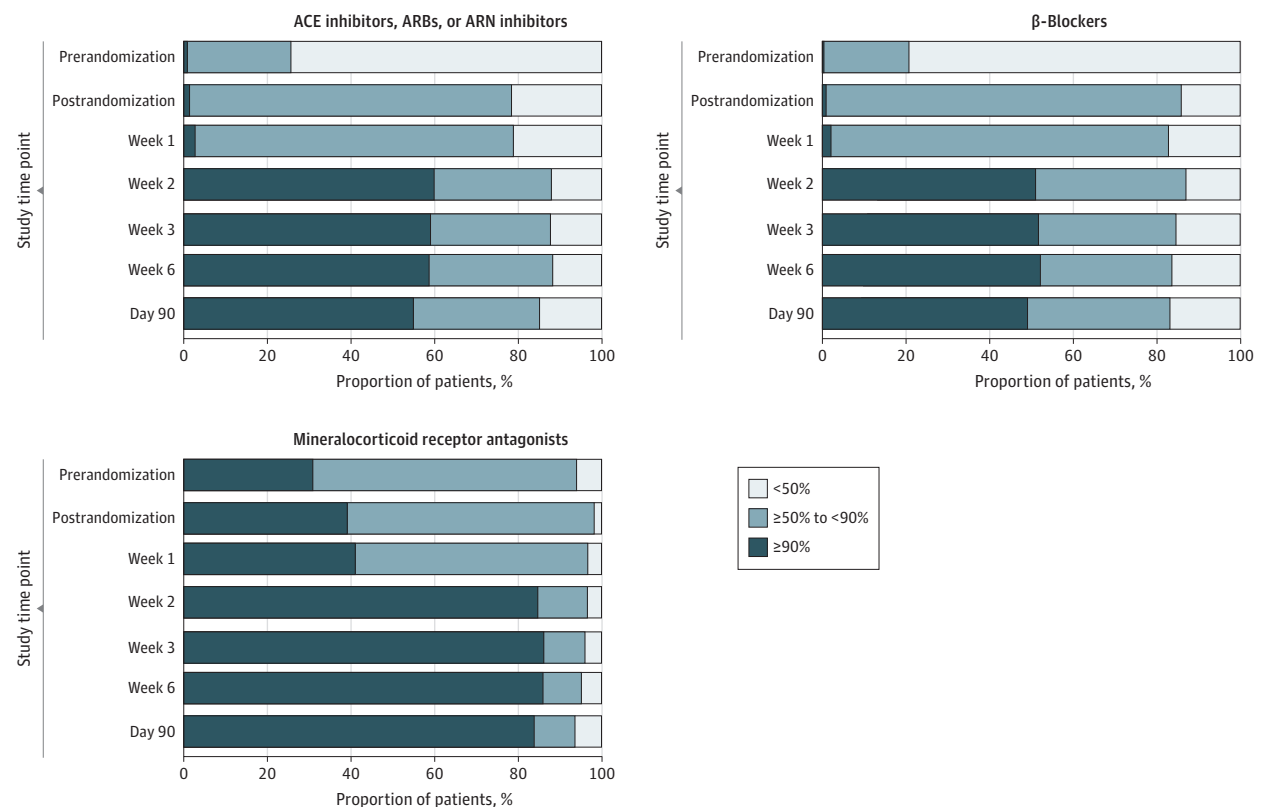 ACE inhibitors, ARBs, or ARN inhibitors
Study time point
Prerandomization
Postrandomization
Week 1
Week 2
Week 3
Week 6
Day 90
0 20 40 60 80 100
Proportion of patients, %
β-Blockers
Study time point
Prerandomization
Postrandomization
Week 1
Week 2
Week 3
Week 6
Day 90
0 20 40 60 80 100
Proportion of patients, %
Mineralocorticoid receptor antagonists
Study time point
Prerandomization
Postrandomization
Week 1
Week 2
Week 3
Week 6
Day 90
0 20 40 60 80 100
Proportion of patients, %
<50%
≥50% to <90%
≥90%